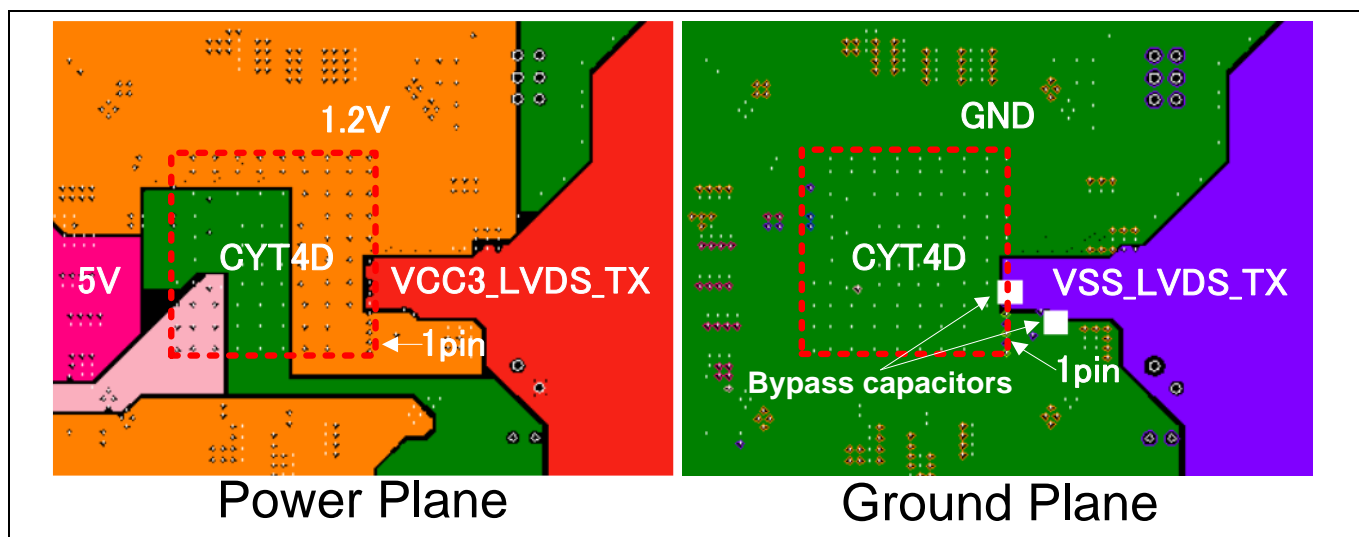 1.2V
CYT4D
5V
VCC3_LVDS_TX
1pin
Power Plane
GND
CYT4D
VSS_LVDS_TX
1pin
Bypass capacitors
Ground Plane